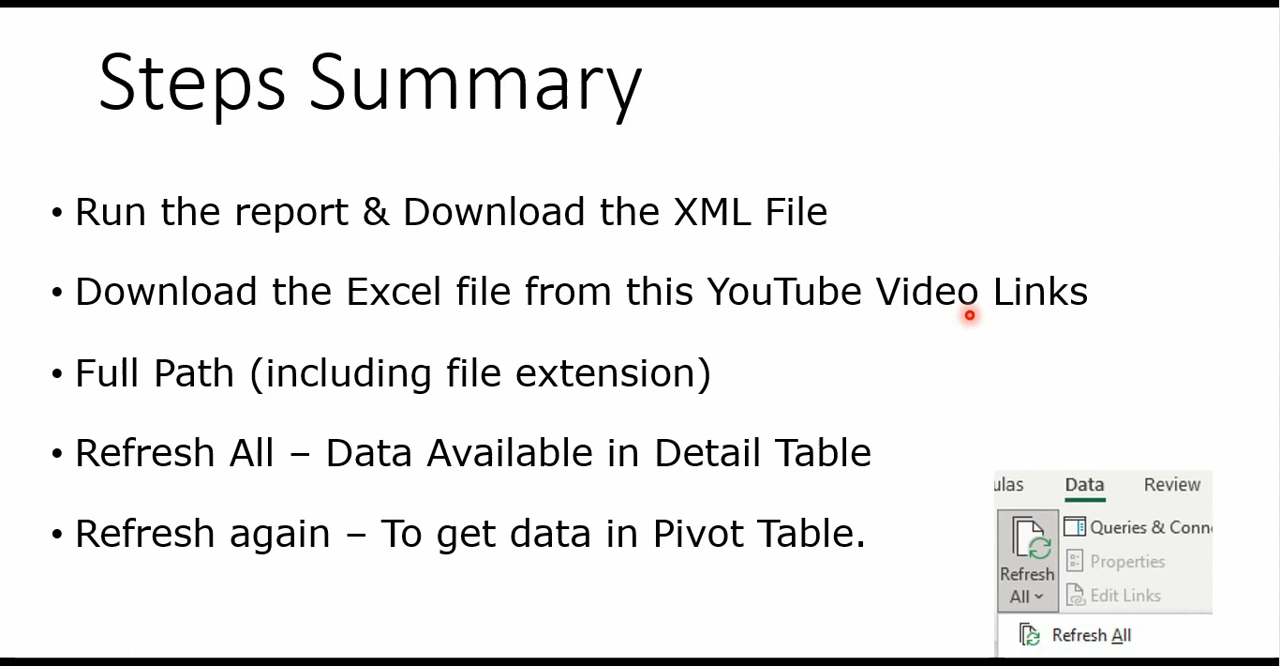 Steps Summary
• Run the report & Download the XML File
• Download the Excel file from this YouTube Video Links
• Full Path (including file extension)
• Refresh All – Data Available in Detail Table
• Refresh again – To get data in Pivot Table.
ulas Data Review
Refresh All
Queries & Conn
Properties
Edit Links
Refresh All